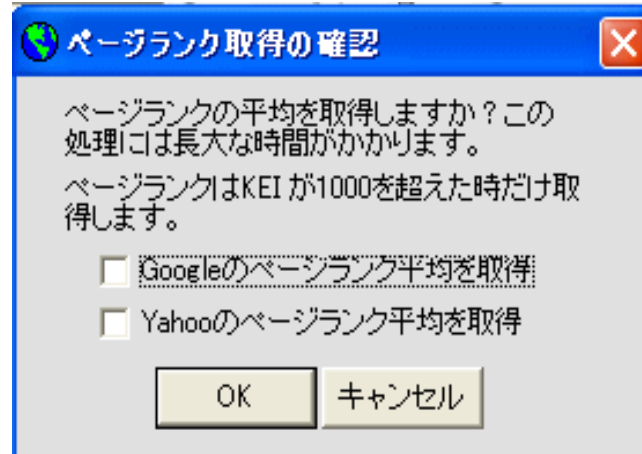 ページランク取得の確認
ページランクの平均を取得しますか？この
処理には長大な時間がかかります。
ページランクはKEI が1000を超えた時だけ取
得します。
Googleのページランク平均を取得
Yahooのページランク平均を取得
OK キャンセル